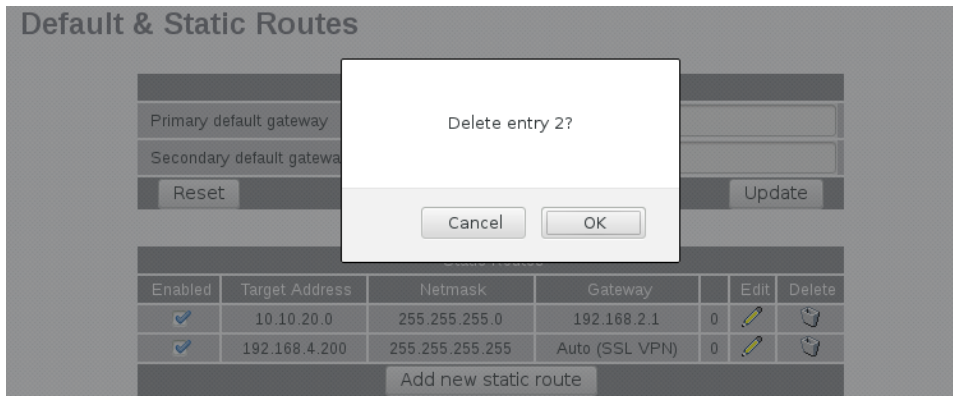 Default & Static Routes
Delete entry 2?
Primary default gateway
Secondary default gatewa
Reset
Update
Cancel
OK
Enabled Target Address Netmask Gateway Edit Delete
10.10.20.0 255.255.255.0 192.168.2.1 0
192.168.4.200 255.255.255.255 Auto (SSL VPN) 0
Add new static route